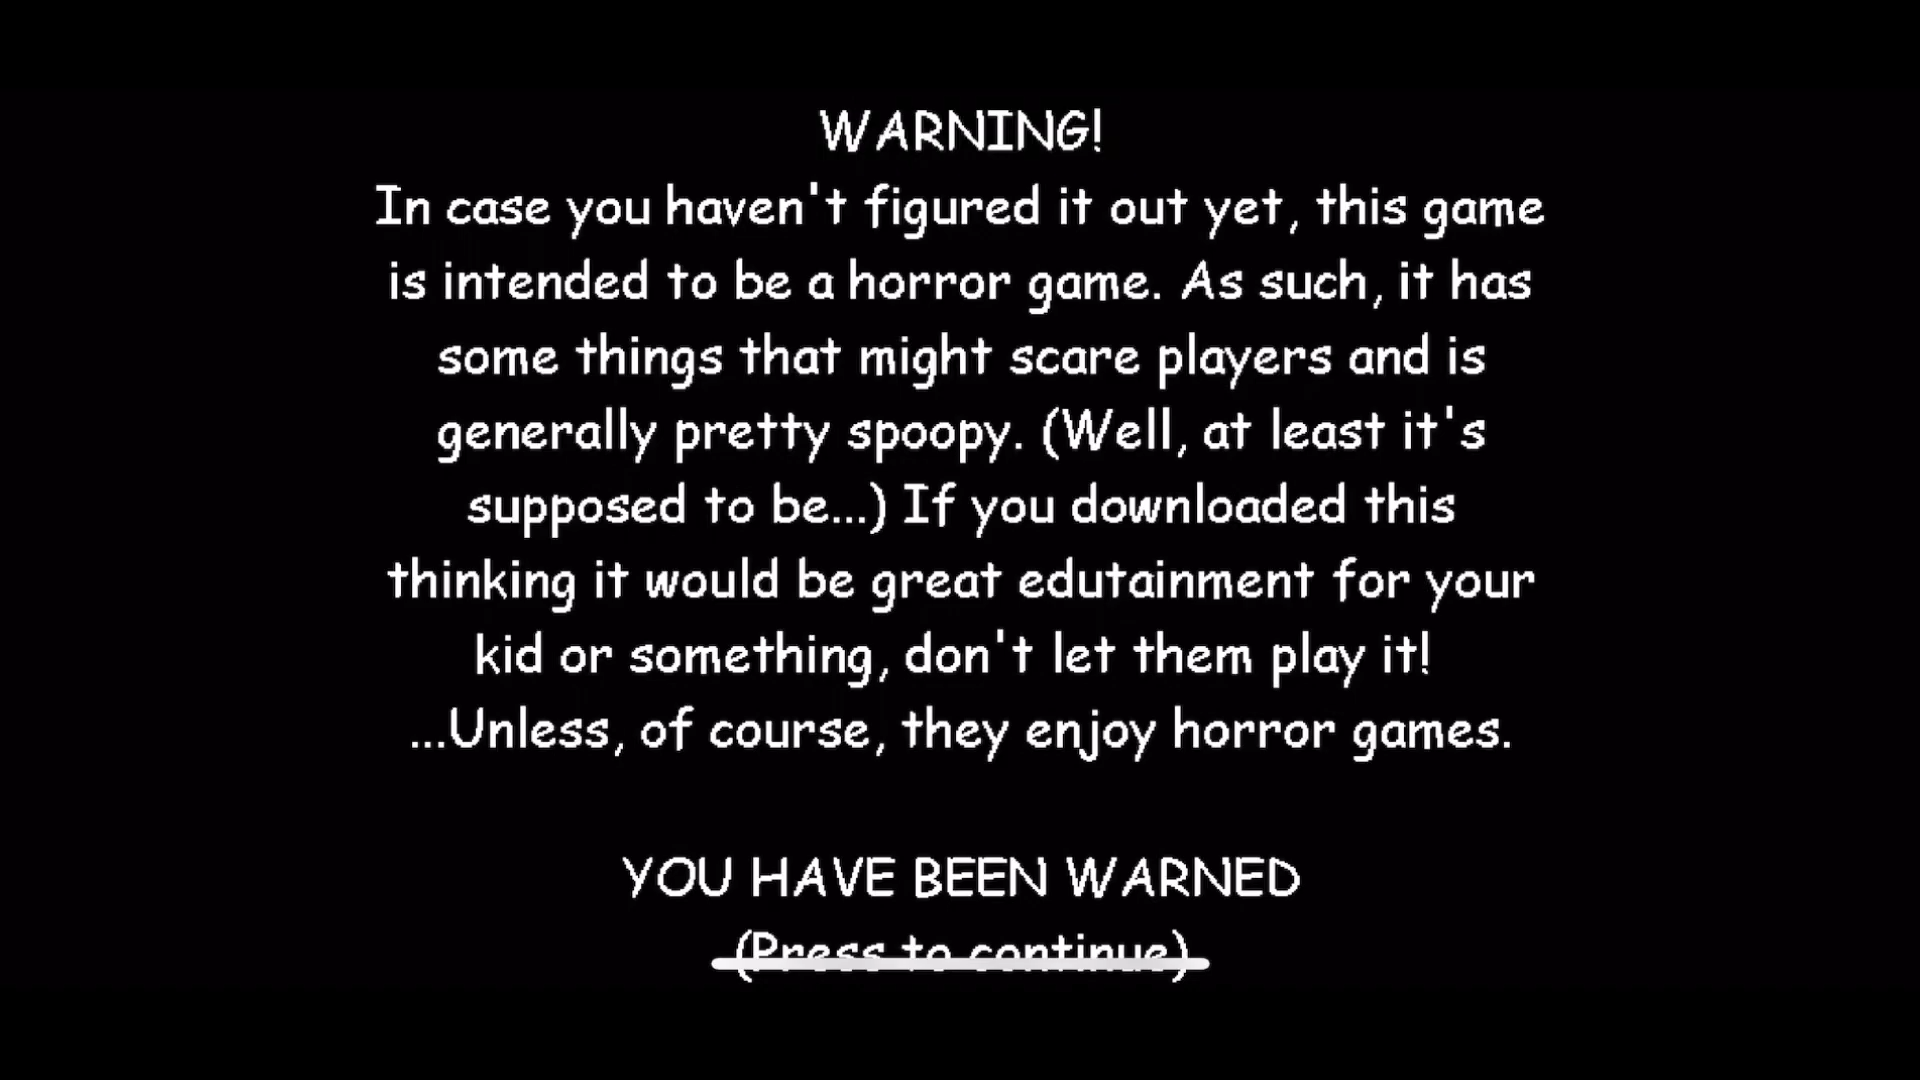 WARNING!
In case you haven't figured it out yet, this game
is intended to be a horror game. As such, it has
some things that might scare players and is
generally pretty spoopy. (Well, at least it's
supposed to be...) If you downloaded this
thinking it would be great edutainment for your
kid or something, don't let them play it!
...Unless, of course, they enjoy horror games.
YOU HAVE BEEN WARNED
(Press to continue)